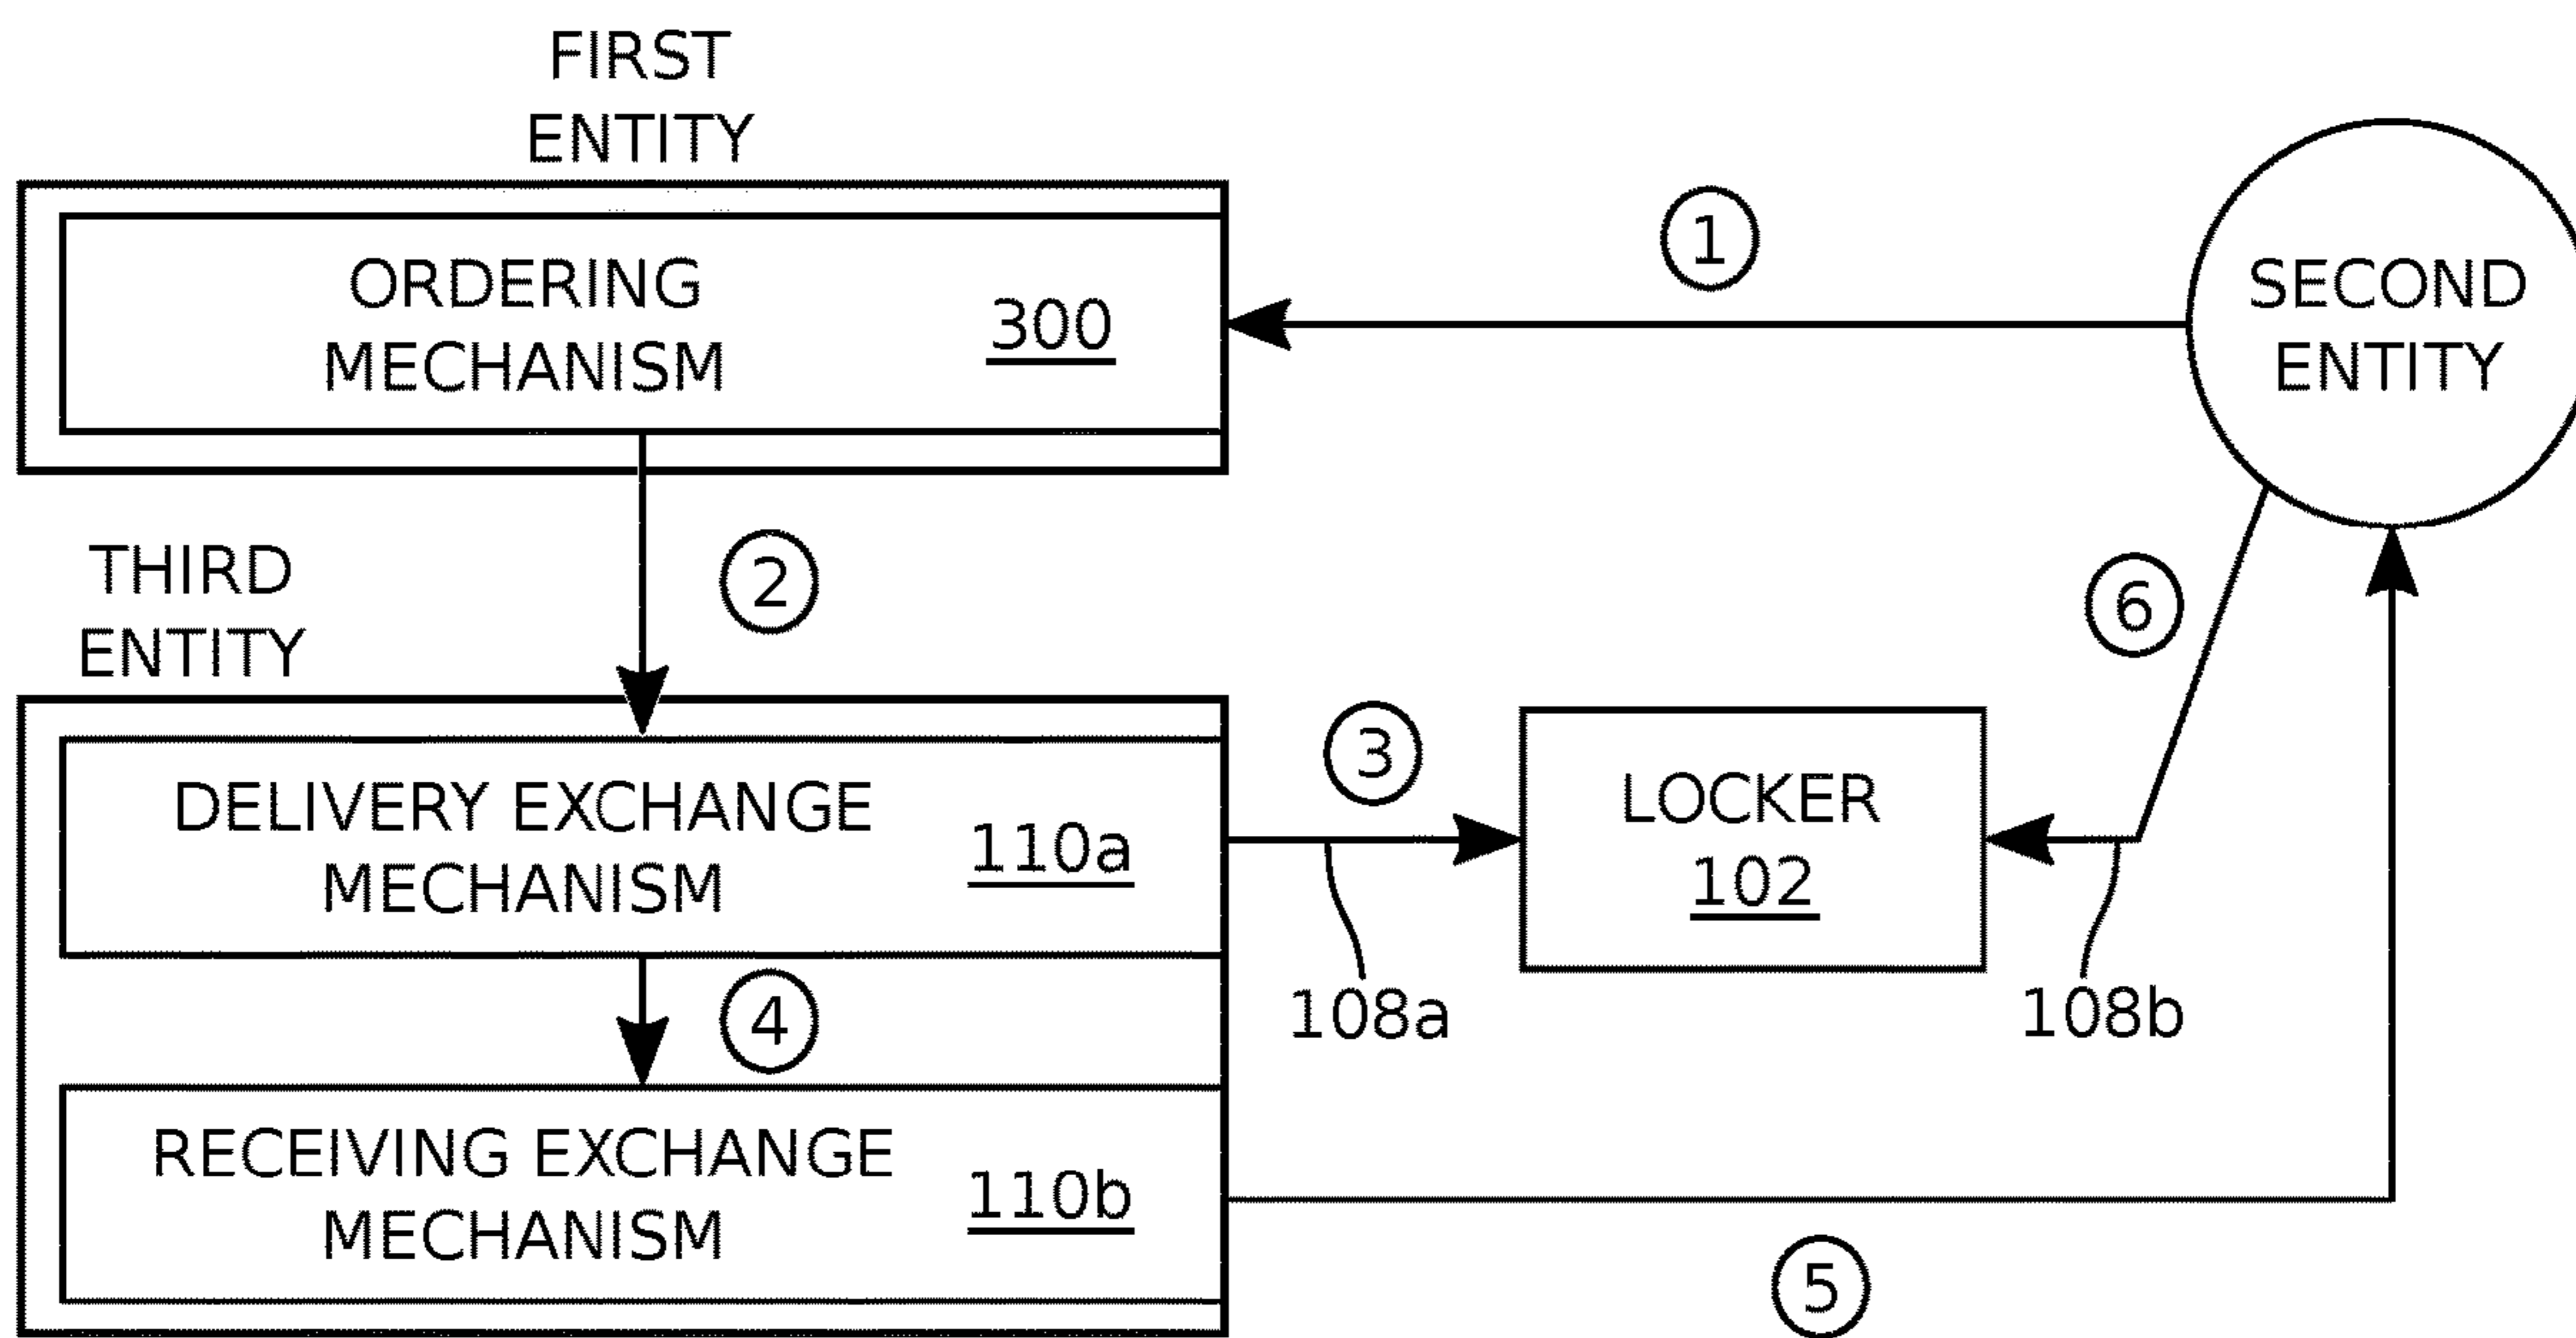 FIRST
ENTITY
ORDERING
MECHANISM
300
1
SECOND
ENTITY
2
THIRD
ENTITY
6
3
DELIVERY EXCHANGE
MECHANISM
110a
LOCKER
102
4
108a
108b
RECEIVING EXCHANGE
MECHANISM
110b
5